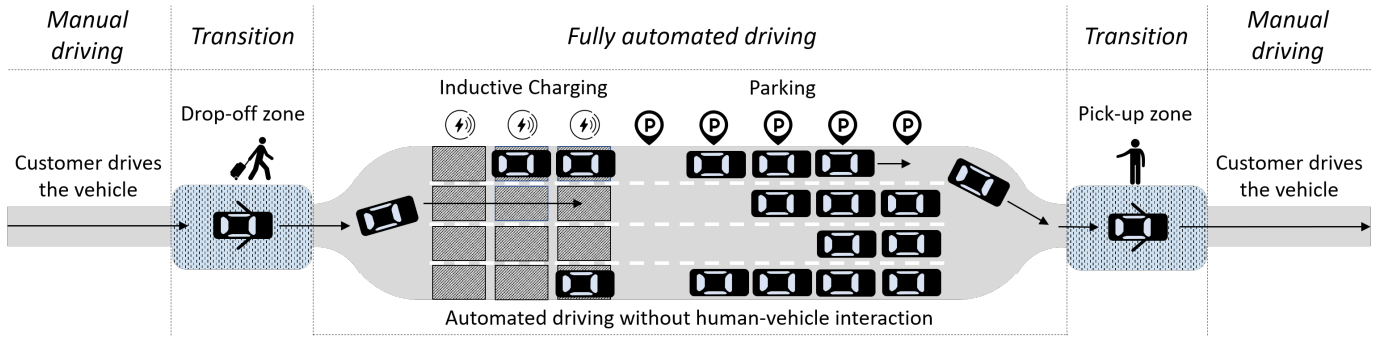 Manual
driving
Transition
Fully automated driving
Transition
Manual
driving
Inductive Charging
Parking
Drop-off zone
Pick-up zone
P
P
P
P
P
Customer drives
the vehicle
Customer drives
the vehicle
Automated driving without human-vehicle interaction